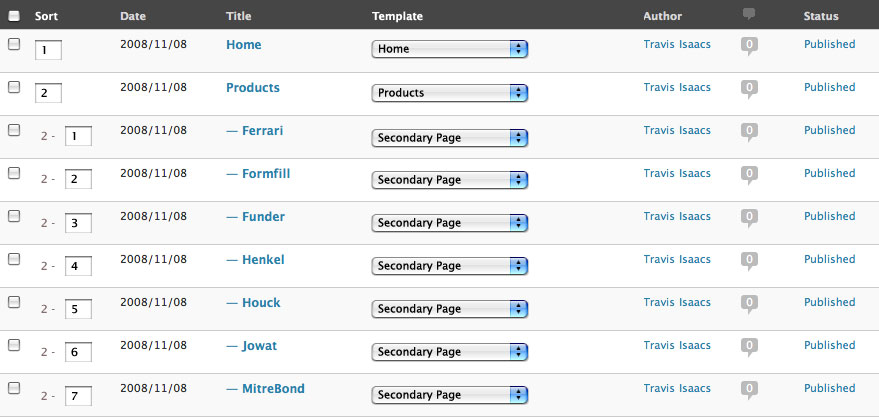 Sort Date Title Template Author Status
1 2008/11/08 Home Home Travis Isaacs 0 Published
2 2008/11/08 Products Products Travis Isaacs 0 Published
2 - 1 2008/11/08 — Ferrari Secondary Page Travis Isaacs 0 Published
2 - 2 2008/11/08 — Formfill Secondary Page Travis Isaacs 0 Published
2 - 3 2008/11/08 — Funder Secondary Page Travis Isaacs 0 Published
2 - 4 2008/11/08 — Henkel Secondary Page Travis Isaacs 0 Published
2 - 5 2008/11/08 — Houck Secondary Page Travis Isaacs 0 Published
2 - 6 2008/11/08 — Jowat Secondary Page Travis Isaacs 0 Published
2 - 7 2008/11/08 — MitreBond Secondary Page Travis Isaacs 0 Published